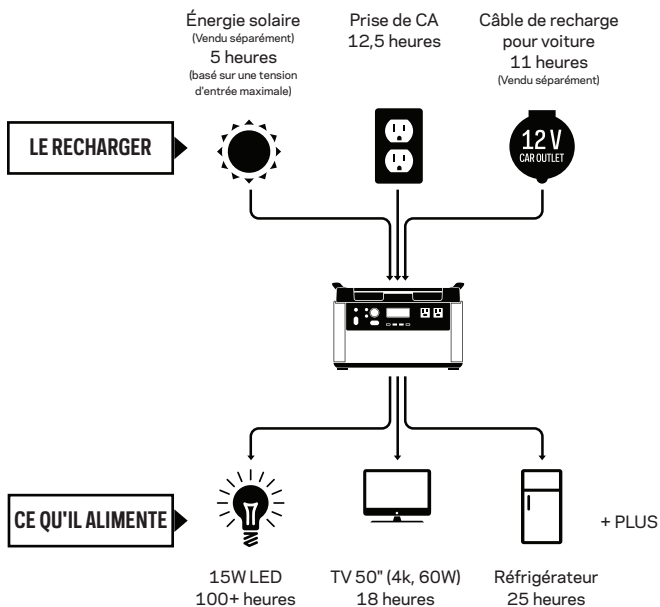 Énergie solaire
(Vendu séparément)
5 heures
(basé sur une tension
d'entrée maximale)
Prise de CA
12,5 heures
Câble de recharge
pour voiture
11 heures
(Vendu séparément)
LE RECHARGER
12 V
CAR OUTLET
CE QU'IL ALIMENTE
+ PLUS
15W LED
100+ heures
TV 50" (4k, 60W)
18 heures
Réfrigérateur
25 heures